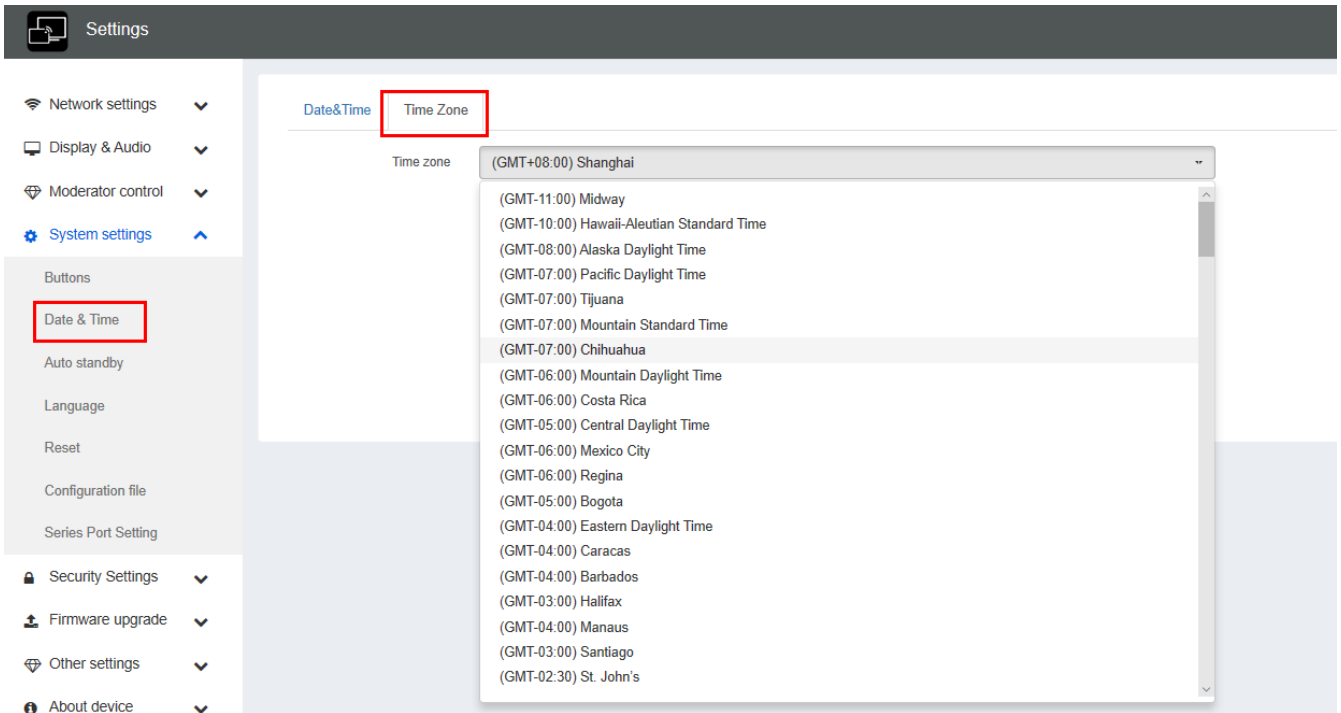 Settings
Network settings
Display & Audio
Moderator control
System settings
Buttons
Date & Time
Auto standby
Language
Reset
Configuration file
Series Port Setting
Security Settings
Firmware upgrade
Other settings
About device
Date&Time
Time Zone
Time zone
(GMT+08:00) Shanghai
(GMT-11:00) Midway
(GMT-10:00) Hawaii-Aleutian Standard Time
(GMT-08:00) Alaska Daylight Time
(GMT-07:00) Pacific Daylight Time
(GMT-07:00) Tijuana
(GMT-07:00) Mountain Standard Time
(GMT-07:00) Chihuahua
(GMT-06:00) Mountain Daylight Time
(GMT-06:00) Costa Rica
(GMT-05:00) Central Daylight Time
(GMT-06:00) Mexico City
(GMT-06:00) Regina
(GMT-05:00) Bogota
(GMT-04:00) Eastern Daylight Time
(GMT-04:00) Caracas
(GMT-04:00) Barbados
(GMT-03:00) Halifax
(GMT-04:00) Manaus
(GMT-03:00) Santiago
(GMT-02:30) St. John's